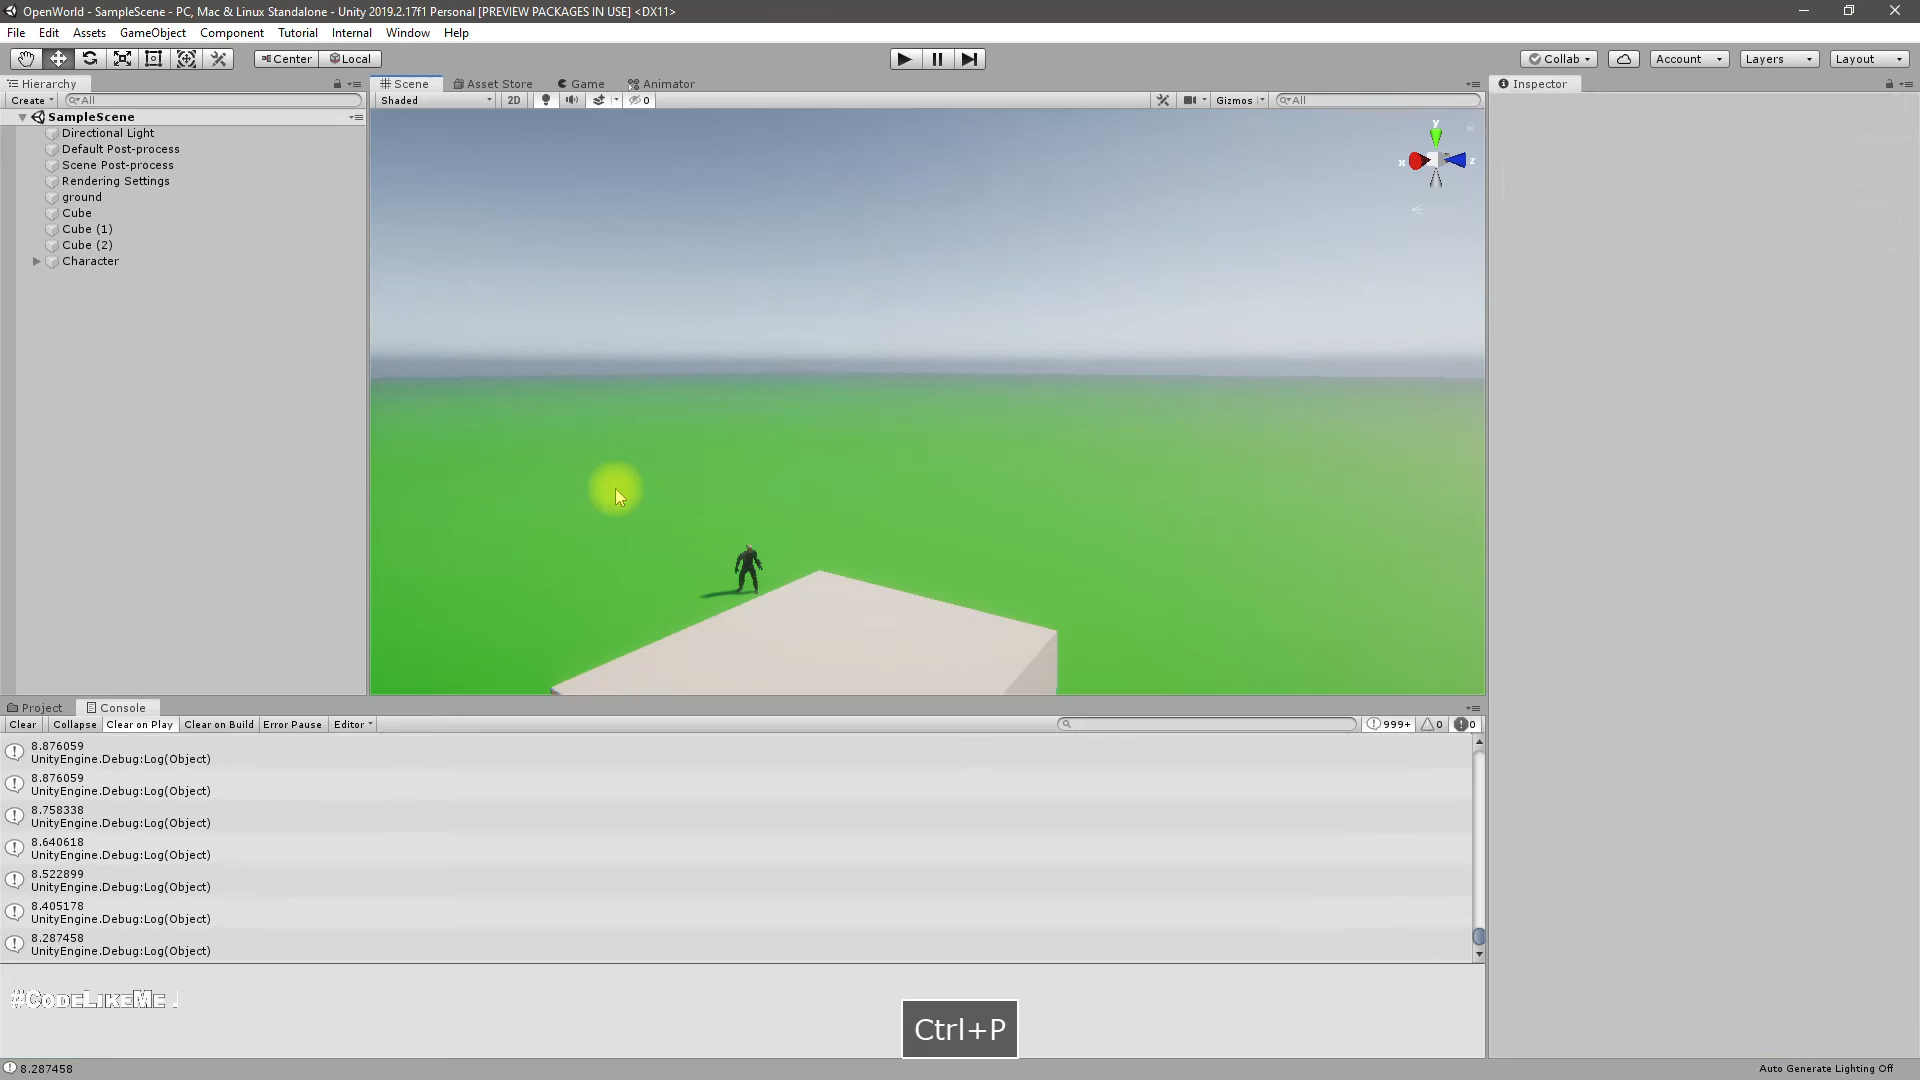 OpenWorld - SampleScene - PC, Mac & Linux Standalone - Unity 2019.2.17f1 Personal [PREVIEW PACKAGES IN USE] <DX11>
File Edit Assets GameObject Component Tutorial Internal Window Help
Center Local Collab Account Layers Layout
Hierarchy Scene Asset Store Game Animator Inspector
Create All Shaded 2D 0 Gizmos All
SampleScene
Directional Light
Default Post-process
Scene Post-process
Rendering Settings
ground
Cube
Cube (1)
Cube (2)
Character
y
x z
Project Console
Clear Collapse Clear on Play Clear on Build Error Pause Editor 999+ 0 0
8.876059
UnityEngine.Debug:Log(Object)
8.876059
UnityEngine.Debug:Log(Object)
8.758338
UnityEngine.Debug:Log(Object)
8.640618
UnityEngine.Debug:Log(Object)
8.522899
UnityEngine.Debug:Log(Object)
8.405178
UnityEngine.Debug:Log(Object)
8.287458
UnityEngine.Debug:Log(Object)
#CodeLikeMe
Ctrl+P
8.287458 Auto Generate Lighting Off